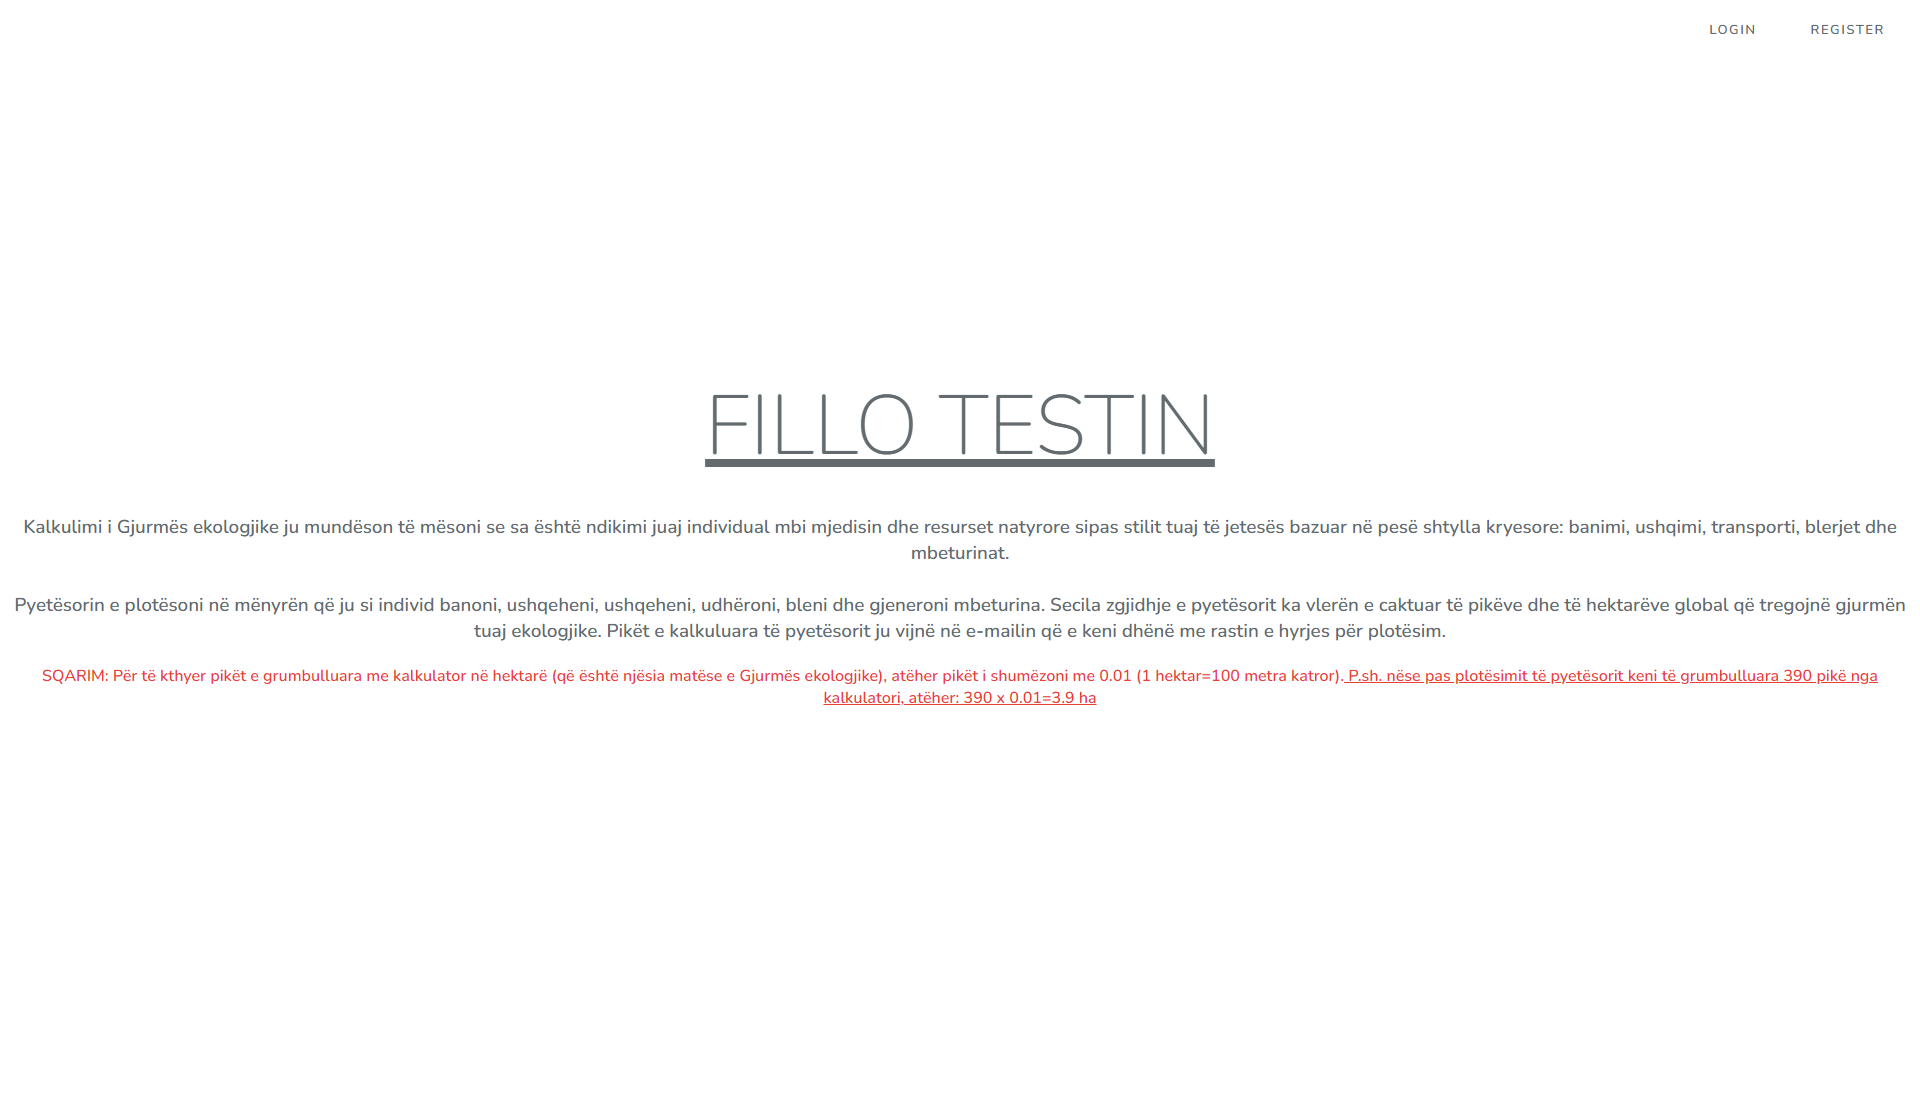 LOGIN REGISTER
FILLO TESTIN
Kalkulimi i Gjurmës ekologjike ju mundëson të mësoni se sa është ndikimi juaj individual mbi mjedisin dhe resurset natyrore sipas stilit tuaj të jetesës bazuar në pesë shtylla kryesore: banimi, ushqimi, transporti, blerjet dhe
mbeturinat.
Pyetësorin e plotësoni në mënyrën që ju si individ banoni, ushqeheni, ushqeheni, udhëroni, bleni dhe gjeneroni mbeturina. Secila zgjidhje e pyetësorit ka vlerën e caktuar të pikëve dhe të hektarëve global që tregojnë gjurmën
tuaj ekologjike. Pikët e kalkuluara të pyetësorit ju vijnë në e-mailin që e keni dhënë me rastin e hyrjes për plotësim.
SQARIM: Për të kthyer pikët e grumbulluara me kalkulator në hektarë (që është njësia matëse e Gjurmës ekologjike), atëher pikët i shumëzoni me 0.01 (1 hektar=100 metra katror). P.sh. nëse pas plotësimit të pyetësorit keni të grumbulluara 390 pikë nga
kalkulatori, atëher: 390 x 0.01=3.9 ha